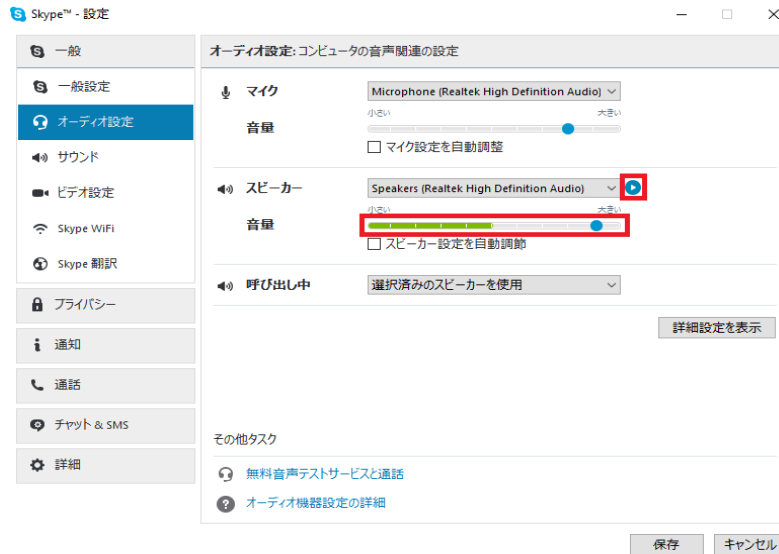 Skype™ - 設定
一般
一般設定
オーディオ設定
サウンド
ビデオ設定
Skype WiFi
Skype 翻訳
プライバシー
通知
通話
チャット & SMS
詳細
オーディオ設定: コンピュータの音声関連の設定
マイク
Microphone (Realtek High Definition Audio)
小さい 大きい
音量
マイク設定を自動調整
スピーカー
Speakers (Realtek High Definition Audio)
小さい 大きい
音量
スピーカー設定を自動調節
呼び出し中
選択済みのスピーカーを使用
詳細設定を表示
その他タスク
無料音声テストサービスと通話
オーディオ機器設定の詳細
保存 キャンセル